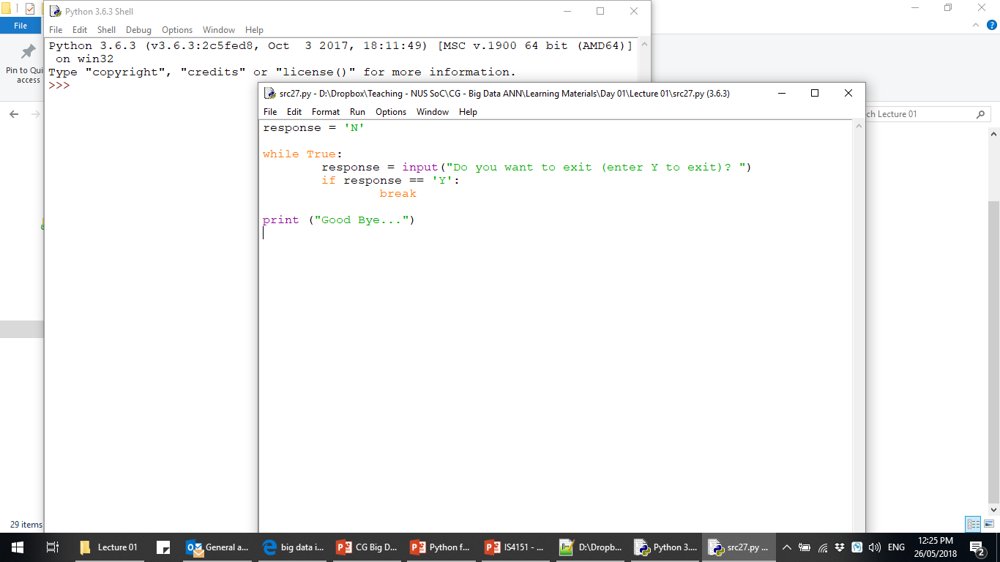 Python 3.6.3 Shell
File Edit Shell Debug Options Window Help
Python 3.6.3 (v3.6.3:2c5fed8, Oct  3 2017, 18:11:49) [MSC v.1900 64 bit (AMD64)]
 on win32
Type "copyright", "credits" or "license()" for more information.
>>>
File
Pin to Qui
access
ch Lecture 01
29 items
src27.py - D:\Dropbox\Teaching - NUS SoC\CG - Big Data ANN\Learning Materials\Day 01\Lecture 01\src27.py (3.6.3)
File Edit Format Run Options Window Help
response = 'N'
while True:
        response = input("Do you want to exit (enter Y to exit)? ")
        if response == 'Y':
                break
print ("Good Bye...")
Lecture 01 General a... big data i... CG Big D... Python f... IS4151 - ... D:\Dropb... Python 3.... src27.py ... ENG 12:25 PM
26/05/2018 2